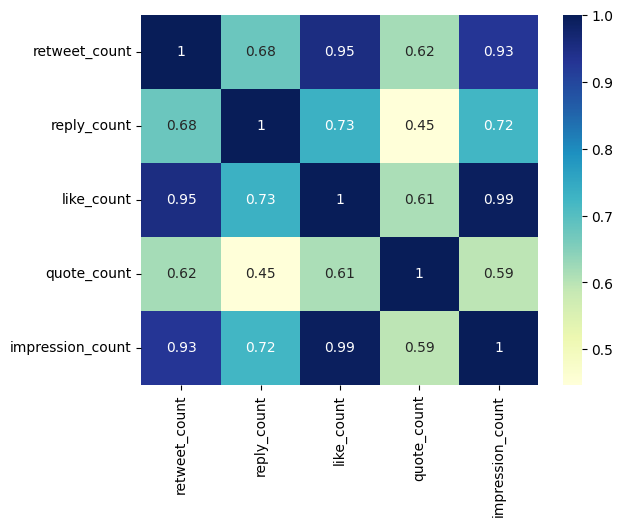 retweet_count 1 0.68 0.95 0.62 0.93
reply_count 0.68 1 0.73 0.45 0.72
like_count 0.95 0.73 1 0.61 0.99
quote_count 0.62 0.45 0.61 1 0.59
impression_count 0.93 0.72 0.99 0.59 1
retweet_count
reply_count
like_count
quote_count
impression_count
1.0
0.9
0.8
0.7
0.6
0.5